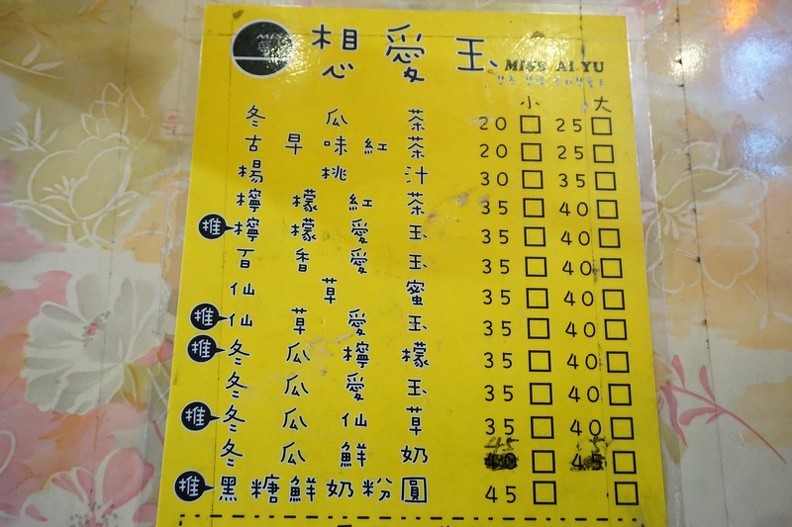 想愛玉 MISS AI YU
小 大
冬瓜茶 20 □ 25 □
古早味紅茶 20 □ 25 □
楊桃汁 30 □ 35 □
檸檬紅茶 35 □ 40 □
推 檸檬愛玉 35 □ 40 □
百香愛玉 35 □ 40 □
仙草蜜 35 □ 40 □
推 仙草愛玉 35 □ 40 □
推 冬瓜檸檬 35 □ 40 □
冬瓜愛玉 35 □ 40 □
推 冬瓜仙草 35 □ 40 □
冬瓜鮮奶 45 □ □
推 黑糖鮮奶粉圓 45 □ □